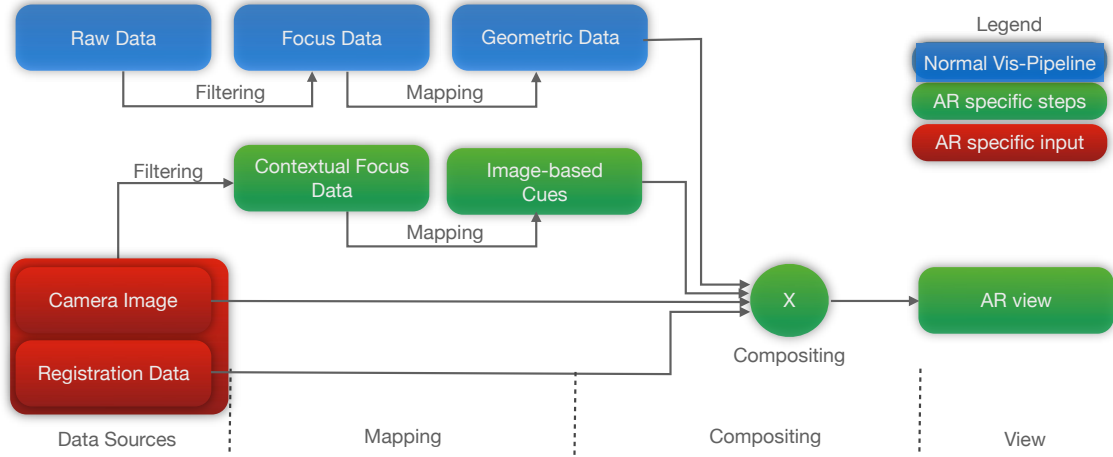 Raw Data
Focus Data
Geometric Data
Filtering
Mapping
Legend
Normal Vis-Pipeline
AR specific steps
AR specific input
Filtering
Contextual Focus
Data
Image-based
Cues
Mapping
Camera Image
Registration Data
X
Compositing
AR view
Data Sources
Mapping
Compositing
View